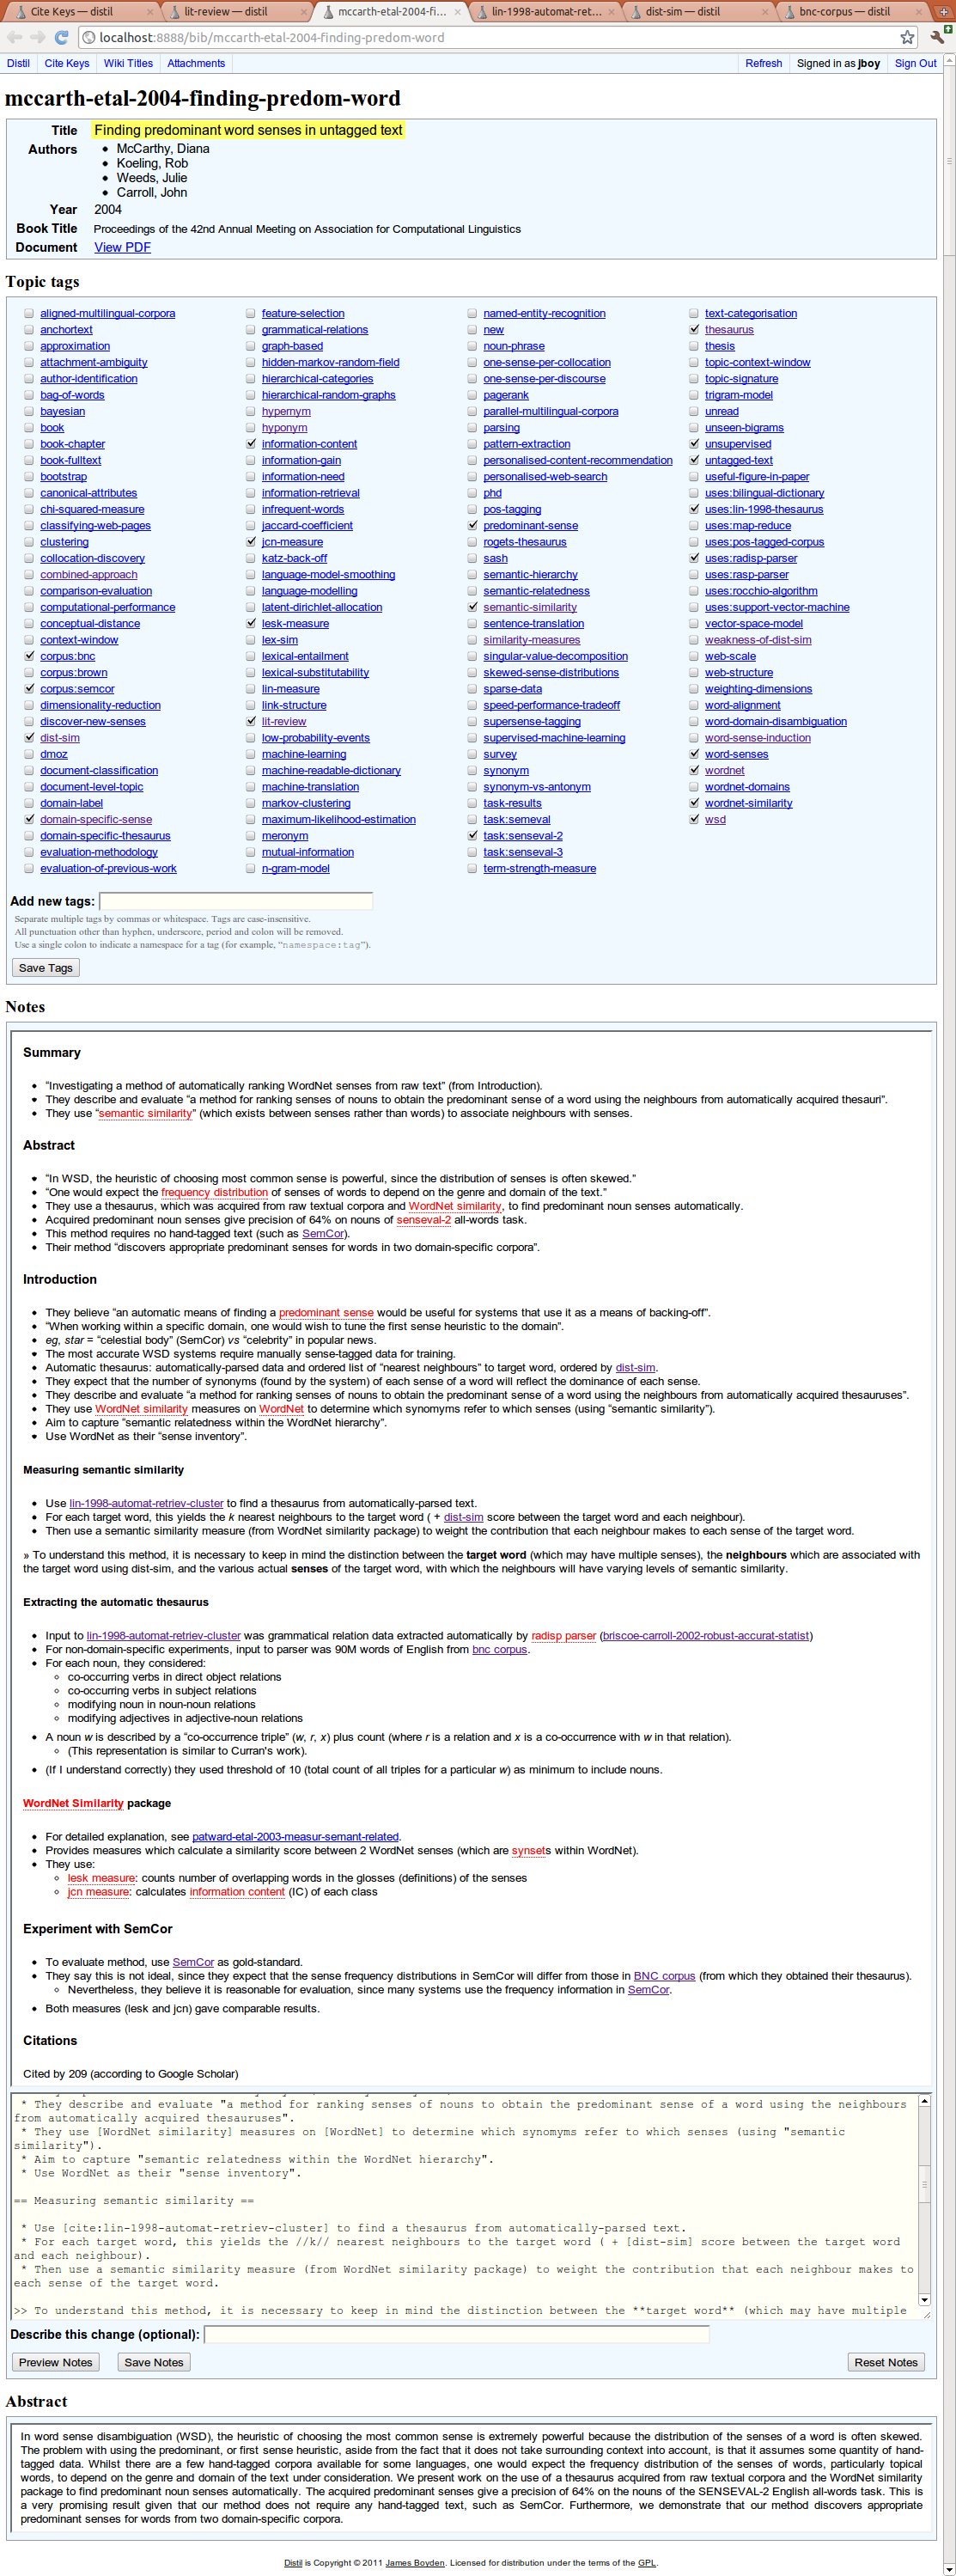 Cite Keys — distil
lit-review — distil
mccarth-etal-2004-fi...
lin-1998-automat-ret...
dist-sim — distil
bnc-corpus — distil
localhost:8888/bib/mccarth-etal-2004-finding-predom-word
Distil Cite Keys Wiki Titles Attachments Refresh Signed in as jboy Sign Out
mccarth-etal-2004-finding-predom-word
Title Finding predominant word senses in untagged text
Authors • McCarthy, Diana
• Koeling, Rob
• Weeds, Julie
• Carroll, John
Year 2004
Book Title Proceedings of the 42nd Annual Meeting on Association for Computational Linguistics
Document View PDF
Topic tags
aligned-multilingual-corpora
anchortext
approximation
attachment-ambiguity
author-identification
bag-of-words
bayesian
book
book-chapter
book-fulltext
bootstrap
canonical-attributes
chi-squared-measure
classifying-web-pages
clustering
collocation-discovery
combined-approach
comparison-evaluation
computational-performance
conceptual-distance
context-window
corpus:bnc
corpus:brown
corpus:semcor
dimensionality-reduction
discover-new-senses
dist-sim
dmoz
document-classification
document-level-topic
domain-label
domain-specific-sense
domain-specific-thesaurus
evaluation-methodology
evaluation-of-previous-work
feature-selection
grammatical-relations
graph-based
hidden-markov-random-field
hierarchical-categories
hierarchical-random-graphs
hypernym
hyponym
information-content
information-gain
information-need
information-retrieval
infrequent-words
jaccard-coefficient
jcn-measure
katz-back-off
language-model-smoothing
language-modelling
latent-dirichlet-allocation
lesk-measure
lex-sim
lexical-entailment
lexical-substitutability
lin-measure
link-structure
lit-review
low-probability-events
machine-learning
machine-readable-dictionary
machine-translation
markov-clustering
maximum-likelihood-estimation
meronym
mutual-information
n-gram-model
named-entity-recognition
new
noun-phrase
one-sense-per-collocation
one-sense-per-discourse
pagerank
parallel-multilingual-corpora
parsing
pattern-extraction
personalised-content-recommendation
personalised-web-search
phd
pos-tagging
predominant-sense
rogets-thesaurus
sash
semantic-hierarchy
semantic-relatedness
semantic-similarity
sentence-translation
similarity-measures
singular-value-decomposition
skewed-sense-distributions
sparse-data
speed-performance-tradeoff
supersense-tagging
supervised-machine-learning
survey
synonym
synonym-vs-antonym
task-results
task:semeval
task:senseval-2
task:senseval-3
term-strength-measure
text-categorisation
thesaurus
thesis
topic-context-window
topic-signature
trigram-model
unread
unseen-bigrams
unsupervised
untagged-text
useful-figure-in-paper
uses:bilingual-dictionary
uses:lin-1998-thesaurus
uses:map-reduce
uses:pos-tagged-corpus
uses:radisp-parser
uses:rasp-parser
uses:rocchio-algorithm
uses:support-vector-machine
vector-space-model
weakness-of-dist-sim
web-scale
web-structure
weighting-dimensions
word-alignment
word-domain-disambiguation
word-sense-induction
word-senses
wordnet
wordnet-domains
wordnet-similarity
wsd
Add new tags:
Separate multiple tags by commas or whitespace. Tags are case-insensitive.
All punctuation other than hyphen, underscore, period and colon will be removed.
Use a single colon to indicate a namespace for a tag (for example, “namespace:tag”).
Save Tags
Notes
Summary
• “Investigating a method of automatically ranking WordNet senses from raw text” (from Introduction).
• They describe and evaluate “a method for ranking senses of nouns to obtain the predominant sense of a word using the neighbours from automatically acquired thesauri”.
• They use “semantic similarity” (which exists between senses rather than words) to associate neighbours with senses.
Abstract
• “In WSD, the heuristic of choosing most common sense is powerful, since the distribution of senses is often skewed.”
• “One would expect the frequency distribution of senses of words to depend on the genre and domain of the text.”
• They use a thesaurus, which was acquired from raw textual corpora and WordNet similarity, to find predominant noun senses automatically.
• Acquired predominant noun senses give precision of 64% on nouns of senseval-2 all-words task.
• This method requires no hand-tagged text (such as SemCor).
• Their method “discovers appropriate predominant senses for words in two domain-specific corpora”.
Introduction
• They believe “an automatic means of finding a predominant sense would be useful for systems that use it as a means of backing-off”.
• “When working within a specific domain, one would wish to tune the first sense heuristic to the domain”.
• eg, star = “celestial body” (SemCor) vs “celebrity” in popular news.
• The most accurate WSD systems require manually sense-tagged data for training.
• Automatic thesaurus: automatically-parsed data and ordered list of “nearest neighbours” to target word, ordered by dist-sim.
• They expect that the number of synonyms (found by the system) of each sense of a word will reflect the dominance of each sense.
• They describe and evaluate “a method for ranking senses of nouns to obtain the predominant sense of a word using the neighbours from automatically acquired thesauruses”.
• They use WordNet similarity measures on WordNet to determine which synomyms refer to which senses (using “semantic similarity”).
• Aim to capture “semantic relatedness within the WordNet hierarchy”.
• Use WordNet as their “sense inventory”.
Measuring semantic similarity
• Use lin-1998-automat-retriev-cluster to find a thesaurus from automatically-parsed text.
• For each target word, this yields the k nearest neighbours to the target word ( + dist-sim score between the target word and each neighbour).
• Then use a semantic similarity measure (from WordNet similarity package) to weight the contribution that each neighbour makes to each sense of the target word.
» To understand this method, it is necessary to keep in mind the distinction between the target word (which may have multiple senses), the neighbours which are associated with
the target word using dist-sim, and the various actual senses of the target word, with which the neighbours will have varying levels of semantic similarity.
Extracting the automatic thesaurus
• Input to lin-1998-automat-retriev-cluster was grammatical relation data extracted automatically by radisp parser (briscoe-carroll-2002-robust-accurat-statist)
• For non-domain-specific experiments, input to parser was 90M words of English from bnc corpus.
• For each noun, they considered:
◦ co-occurring verbs in direct object relations
◦ co-occurring verbs in subject relations
◦ modifying noun in noun-noun relations
◦ modifying adjectives in adjective-noun relations
• A noun w is described by a “co-occurrence triple” (w, r, x) plus count (where r is a relation and x is a co-occurrence with w in that relation).
◦ (This representation is similar to Curran's work).
• (If I understand correctly) they used threshold of 10 (total count of all triples for a particular w) as minimum to include nouns.
WordNet Similarity package
• For detailed explanation, see patward-etal-2003-measur-semant-related.
• Provides measures which calculate a similarity score between 2 WordNet senses (which are synsets within WordNet).
• They use:
◦ lesk measure: counts number of overlapping words in the glosses (definitions) of the senses
◦ jcn measure: calculates information content (IC) of each class
Experiment with SemCor
• To evaluate method, use SemCor as gold-standard.
• They say this is not ideal, since they expect that the sense frequency distributions in SemCor will differ from those in BNC corpus (from which they obtained their thesaurus).
◦ Nevertheless, they believe it is reasonable for evaluation, since many systems use the frequency information in SemCor.
• Both measures (lesk and jcn) gave comparable results.
Citations
Cited by 209 (according to Google Scholar)
* They describe and evaluate "a method for ranking senses of nouns to obtain the predominant sense of a word using the neighbours
from automatically acquired thesauruses".
* They use [WordNet similarity] measures on [WordNet] to determine which synomyms refer to which senses (using "semantic
similarity").
* Aim to capture "semantic relatedness within the WordNet hierarchy".
* Use WordNet as their "sense inventory".
== Measuring semantic similarity ==
* Use [cite:lin-1998-automat-retriev-cluster] to find a thesaurus from automatically-parsed text.
* For each target word, this yields the //k// nearest neighbours to the target word ( + [dist-sim] score between the target word
and each neighbour).
* Then use a semantic similarity measure (from WordNet similarity package) to weight the contribution that each neighbour makes to
each sense of the target word.
>> To understand this method, it is necessary to keep in mind the distinction between the **target word** (which may have multiple
Describe this change (optional):
Preview Notes Save Notes Reset Notes
Abstract
In word sense disambiguation (WSD), the heuristic of choosing the most common sense is extremely powerful because the distribution of the senses of a word is often skewed.
The problem with using the predominant, or first sense heuristic, aside from the fact that it does not take surrounding context into account, is that it assumes some quantity of hand-
tagged data. Whilst there are a few hand-tagged corpora available for some languages, one would expect the frequency distribution of the senses of words, particularly topical
words, to depend on the genre and domain of the text under consideration. We present work on the use of a thesaurus acquired from raw textual corpora and the WordNet similarity
package to find predominant noun senses automatically. The acquired predominant senses give a precision of 64% on the nouns of the SENSEVAL-2 English all-words task. This is
a very promising result given that our method does not require any hand-tagged text, such as SemCor. Furthermore, we demonstrate that our method discovers appropriate
predominant senses for words from two domain-specific corpora.
Distil is Copyright © 2011 James Boyden. Licensed for distribution under the terms of the GPL.